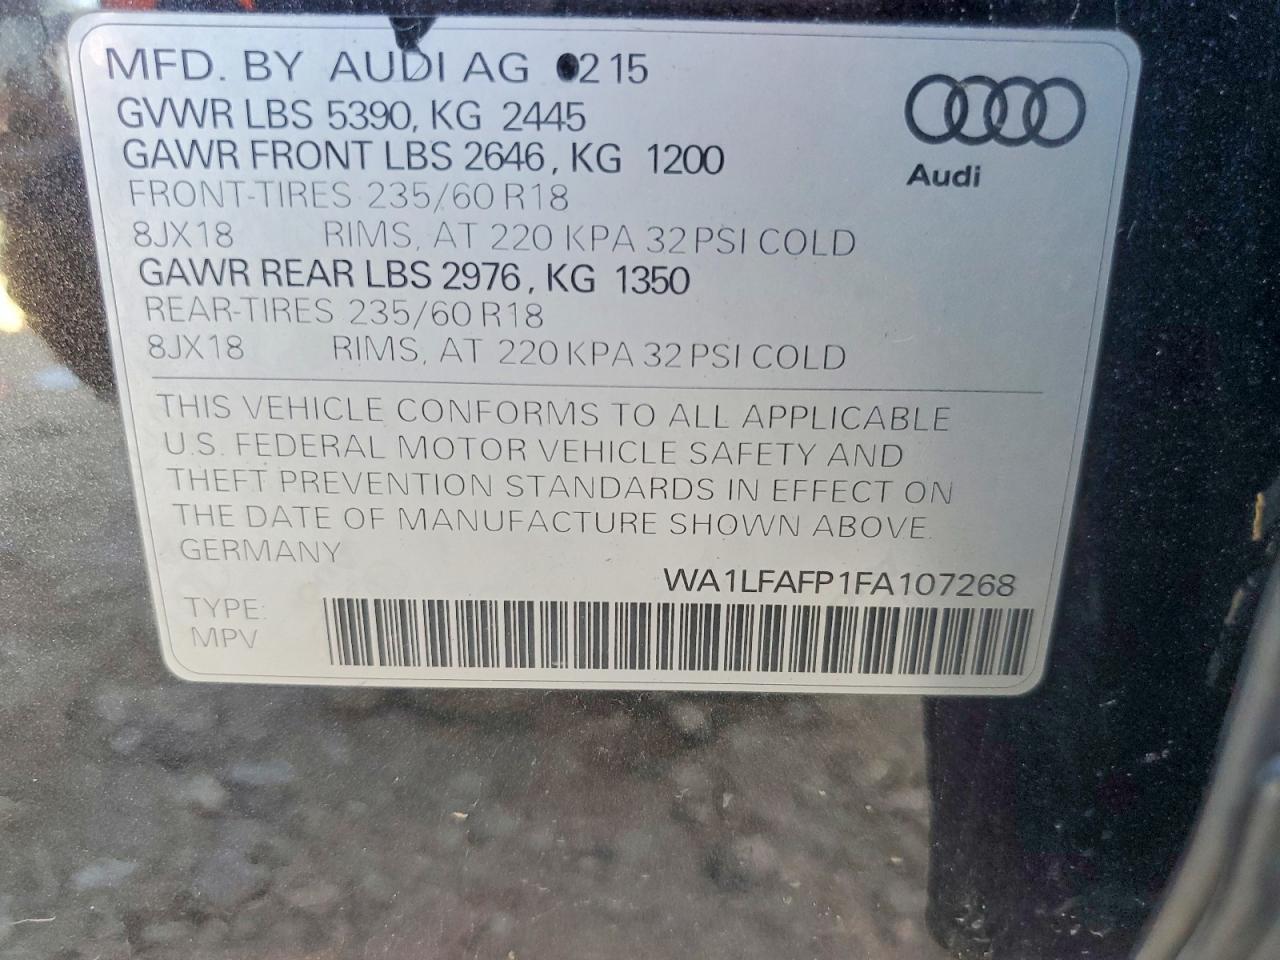 MFD. BY AUDI AG 02 15
GVWR LBS 5390, KG 2445
GAWR FRONT LBS 2646, KG 1200
FRONT-TIRES 235/60 R18
8JX18 RIMS, AT 220 KPA 32 PSI COLD
GAWR REAR LBS 2976, KG 1350
REAR-TIRES 235/60 R18
8JX18 RIMS, AT 220 KPA 32 PSI COLD
Audi
THIS VEHICLE CONFORMS TO ALL APPLICABLE
U.S. FEDERAL MOTOR VEHICLE SAFETY AND
THEFT PREVENTION STANDARDS IN EFFECT ON
THE DATE OF MANUFACTURE SHOWN ABOVE.
GERMANY
WA1LFAFP1FA107268
TYPE:
MPV